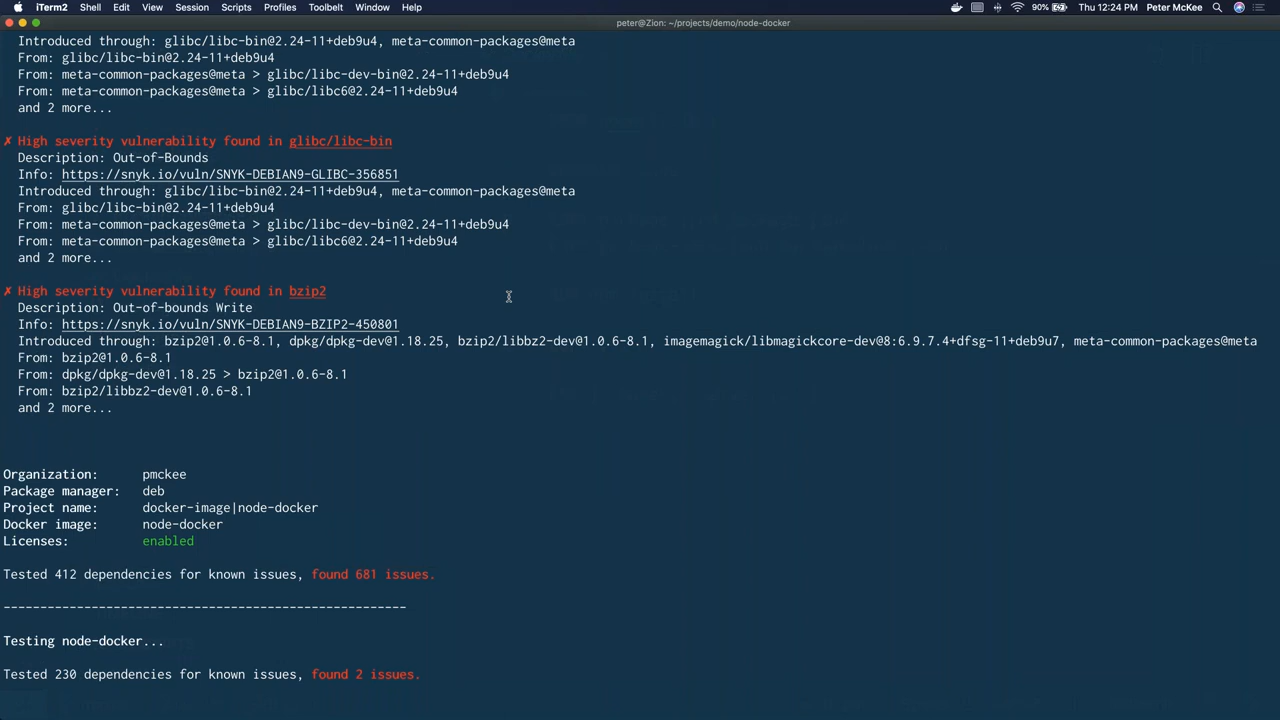 iTerm2 Shell Edit View Session Scripts Profiles Toolbelt Window Help 90% Thu 12:24 PM Peter McKee
peter@Zion: ~/projects/demo/node-docker
Introduced through: glibc/libc-bin@2.24-11+deb9u4, meta-common-packages@meta
From: glibc/libc-bin@2.24-11+deb9u4
From: meta-common-packages@meta > glibc/libc-dev-bin@2.24-11+deb9u4
From: meta-common-packages@meta > glibc/libc6@2.24-11+deb9u4
and 2 more...
✗ High severity vulnerability found in glibc/libc-bin
Description: Out-of-Bounds
Info: https://snyk.io/vuln/SNYK-DEBIAN9-GLIBC-356851
Introduced through: glibc/libc-bin@2.24-11+deb9u4, meta-common-packages@meta
From: glibc/libc-bin@2.24-11+deb9u4
From: meta-common-packages@meta > glibc/libc-dev-bin@2.24-11+deb9u4
From: meta-common-packages@meta > glibc/libc6@2.24-11+deb9u4
and 2 more...
✗ High severity vulnerability found in bzip2
Description: Out-of-bounds Write
Info: https://snyk.io/vuln/SNYK-DEBIAN9-BZIP2-450801
Introduced through: bzip2@1.0.6-8.1, dpkg/dpkg-dev@1.18.25, bzip2/libbz2-dev@1.0.6-8.1, imagemagick/libmagickcore-dev@8:6.9.7.4+dfsg-11+deb9u7, meta-common-packages@meta
From: bzip2@1.0.6-8.1
From: dpkg/dpkg-dev@1.18.25 > bzip2@1.0.6-8.1
From: bzip2/libbz2-dev@1.0.6-8.1
and 2 more...
Organization: pmckee
Package manager: deb
Project name: docker-image|node-docker
Docker image: node-docker
Licenses: enabled
Tested 412 dependencies for known issues, found 681 issues.
-------------------------------------------------------
Testing node-docker...
Tested 230 dependencies for known issues, found 2 issues.